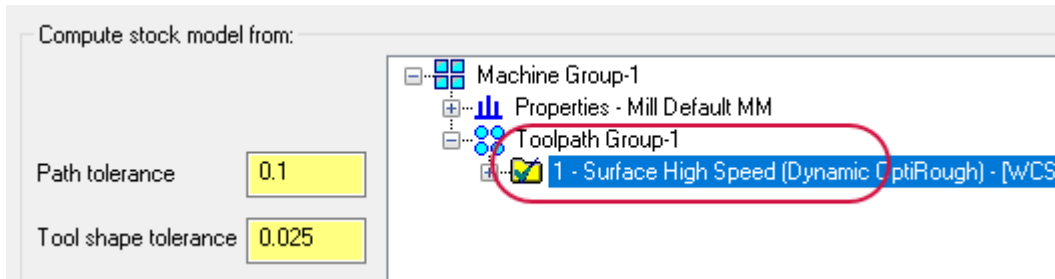 Compute stock model from:
Machine Group-1
Properties - Mill Default MM
Toolpath Group-1
Path tolerance 0.1
1 - Surface High Speed (Dynamic OptiRough) - [WCS
Tool shape tolerance 0.025